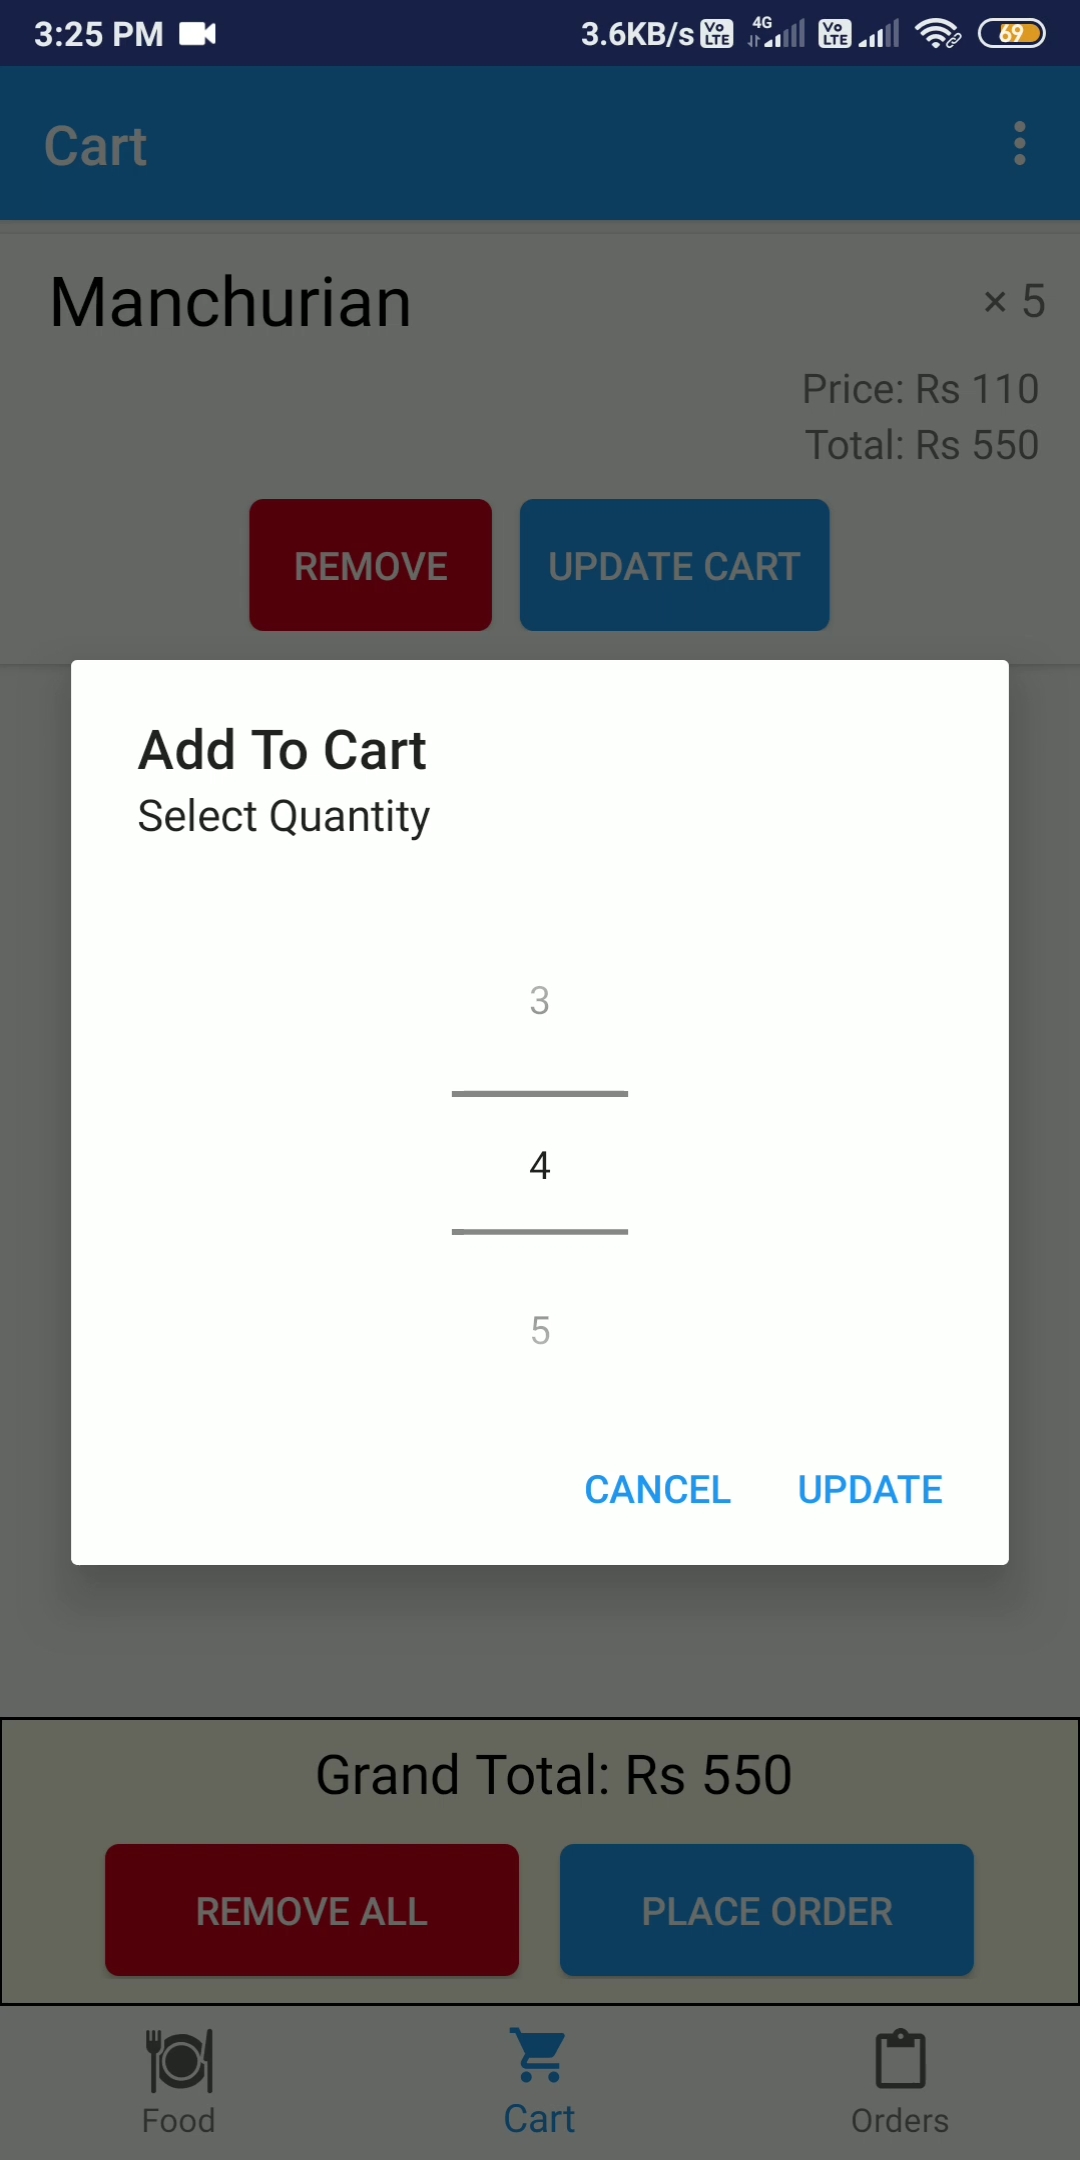 3:25 PM 3.6KB/s Vo LTE 4G Vo LTE 69
Cart
Manchurian × 5
Price: Rs 110
Total: Rs 550
REMOVE UPDATE CART
Add To Cart
Select Quantity
3
4
5
CANCEL UPDATE
Grand Total: Rs 550
REMOVE ALL PLACE ORDER
Food Cart Orders